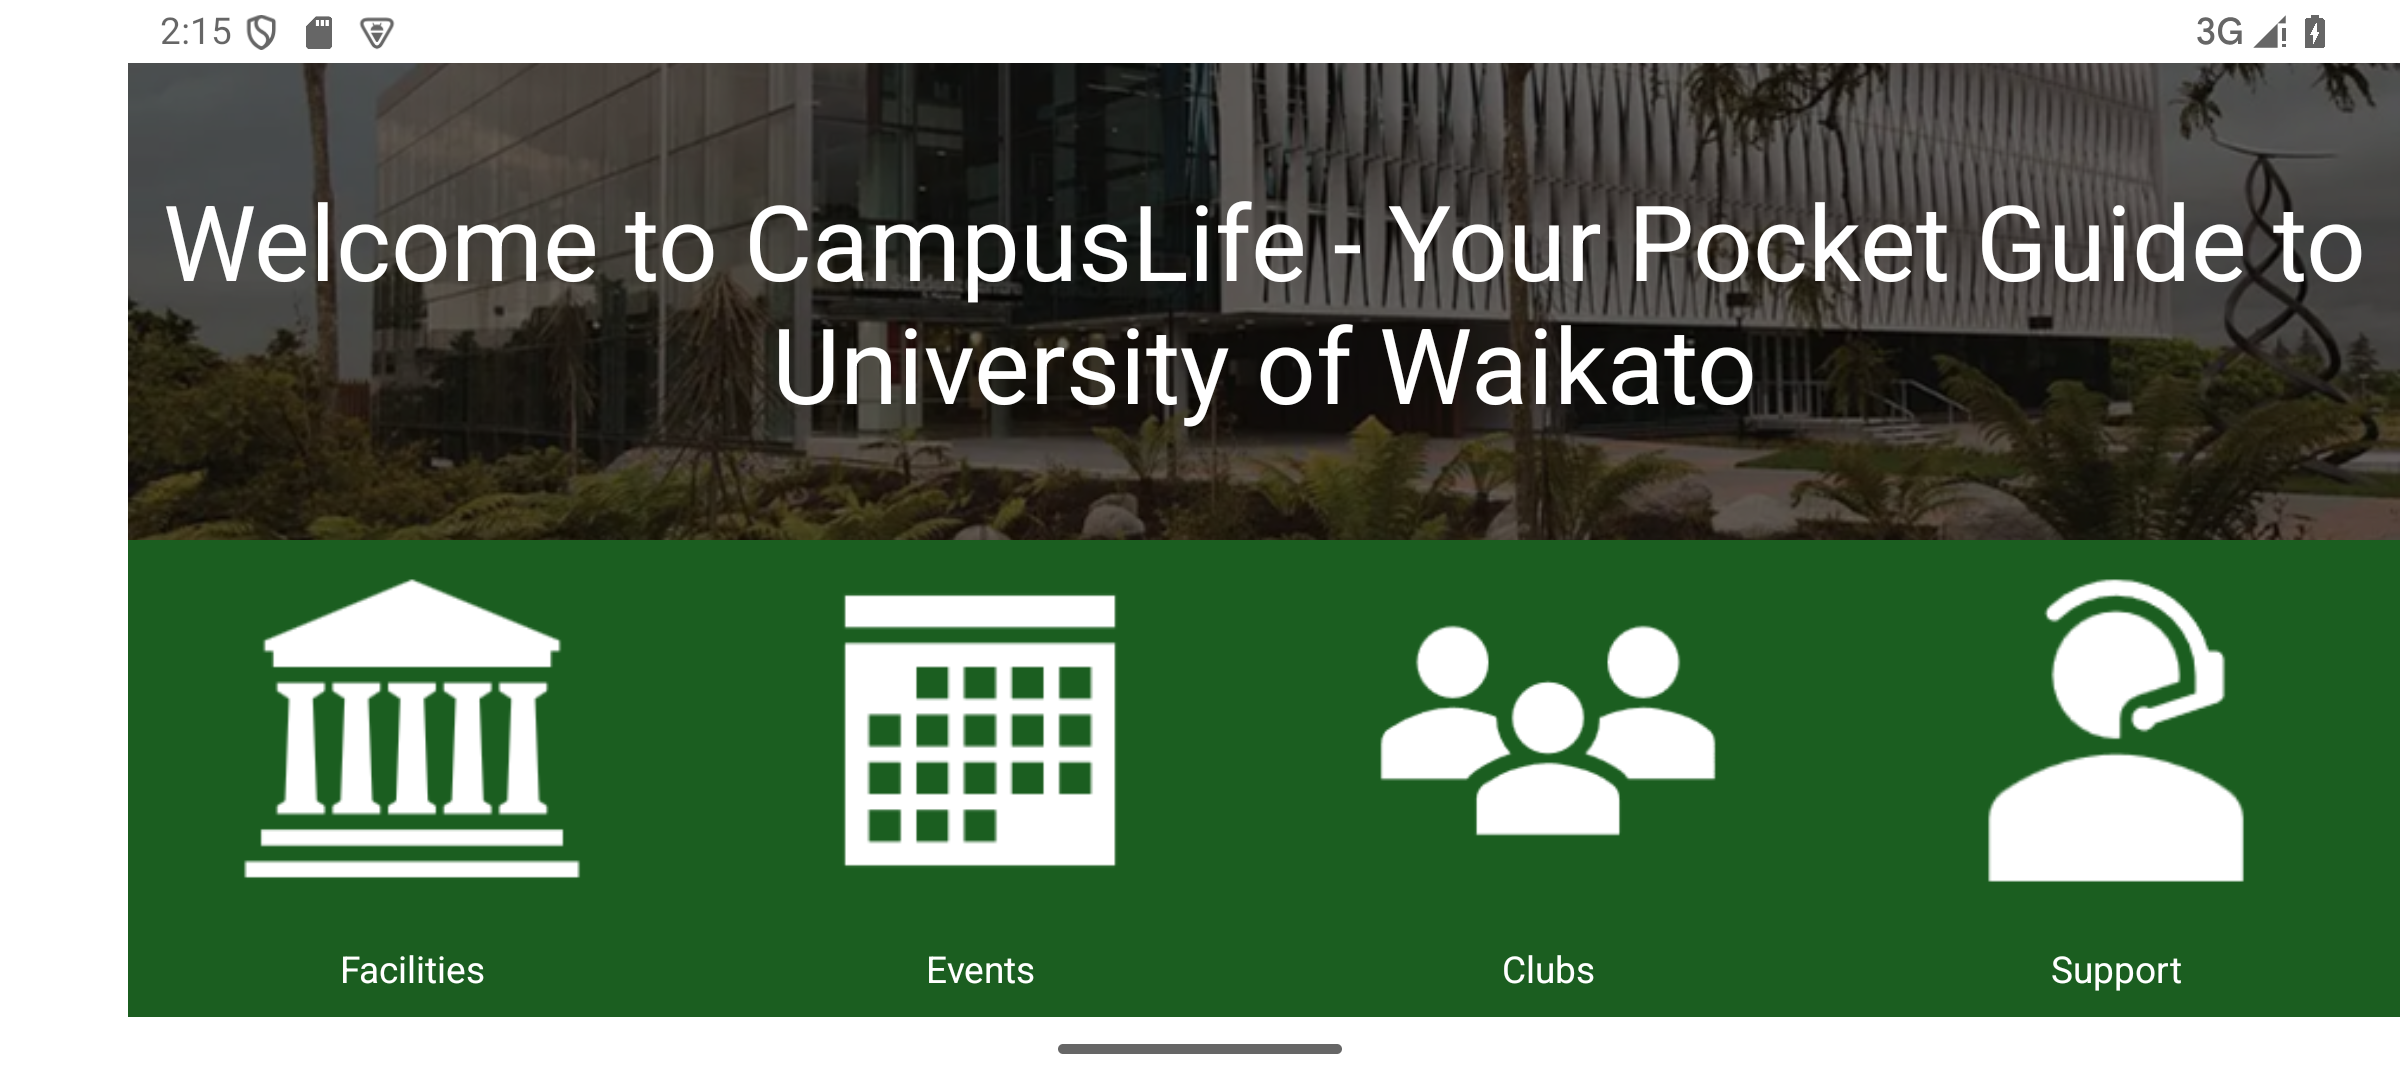 2:15
3G
Welcome to CampusLife - Your Pocket Guide to
University of Waikato
Facilities
Events
Clubs
Support